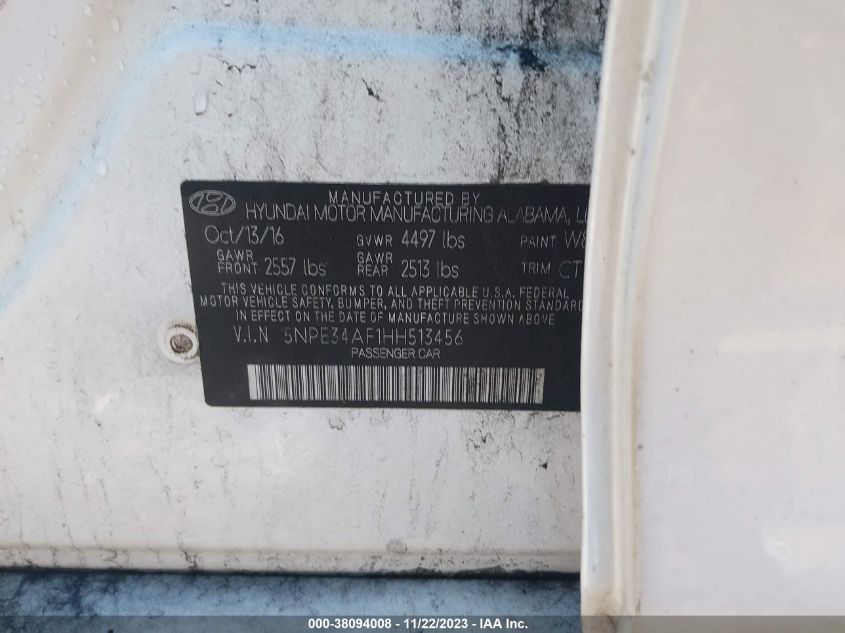 MANUFACTURED BY
HYUNDAI MOTOR MANUFACTURING ALABAMA,
Oct/13/16 GVWR 4497 lbs PAINT
GAWR FRONT 2557 lbs GAWR REAR 2513 lbs TRIM CT
THIS VEHICLE CONFORMS TO ALL APPLICABLE U.S.A. FEDERAL
MOTOR VEHICLE SAFETY, BUMPER, AND THEFT PREVENTION STANDARD
IN EFFECT ON THE DATE OF MANUFACTURE SHOWN ABOVE
V.I.N 5NPE34AF1HH513456
PASSENGER CAR
000-38094008 - 11/22/2023 - IAA Inc.